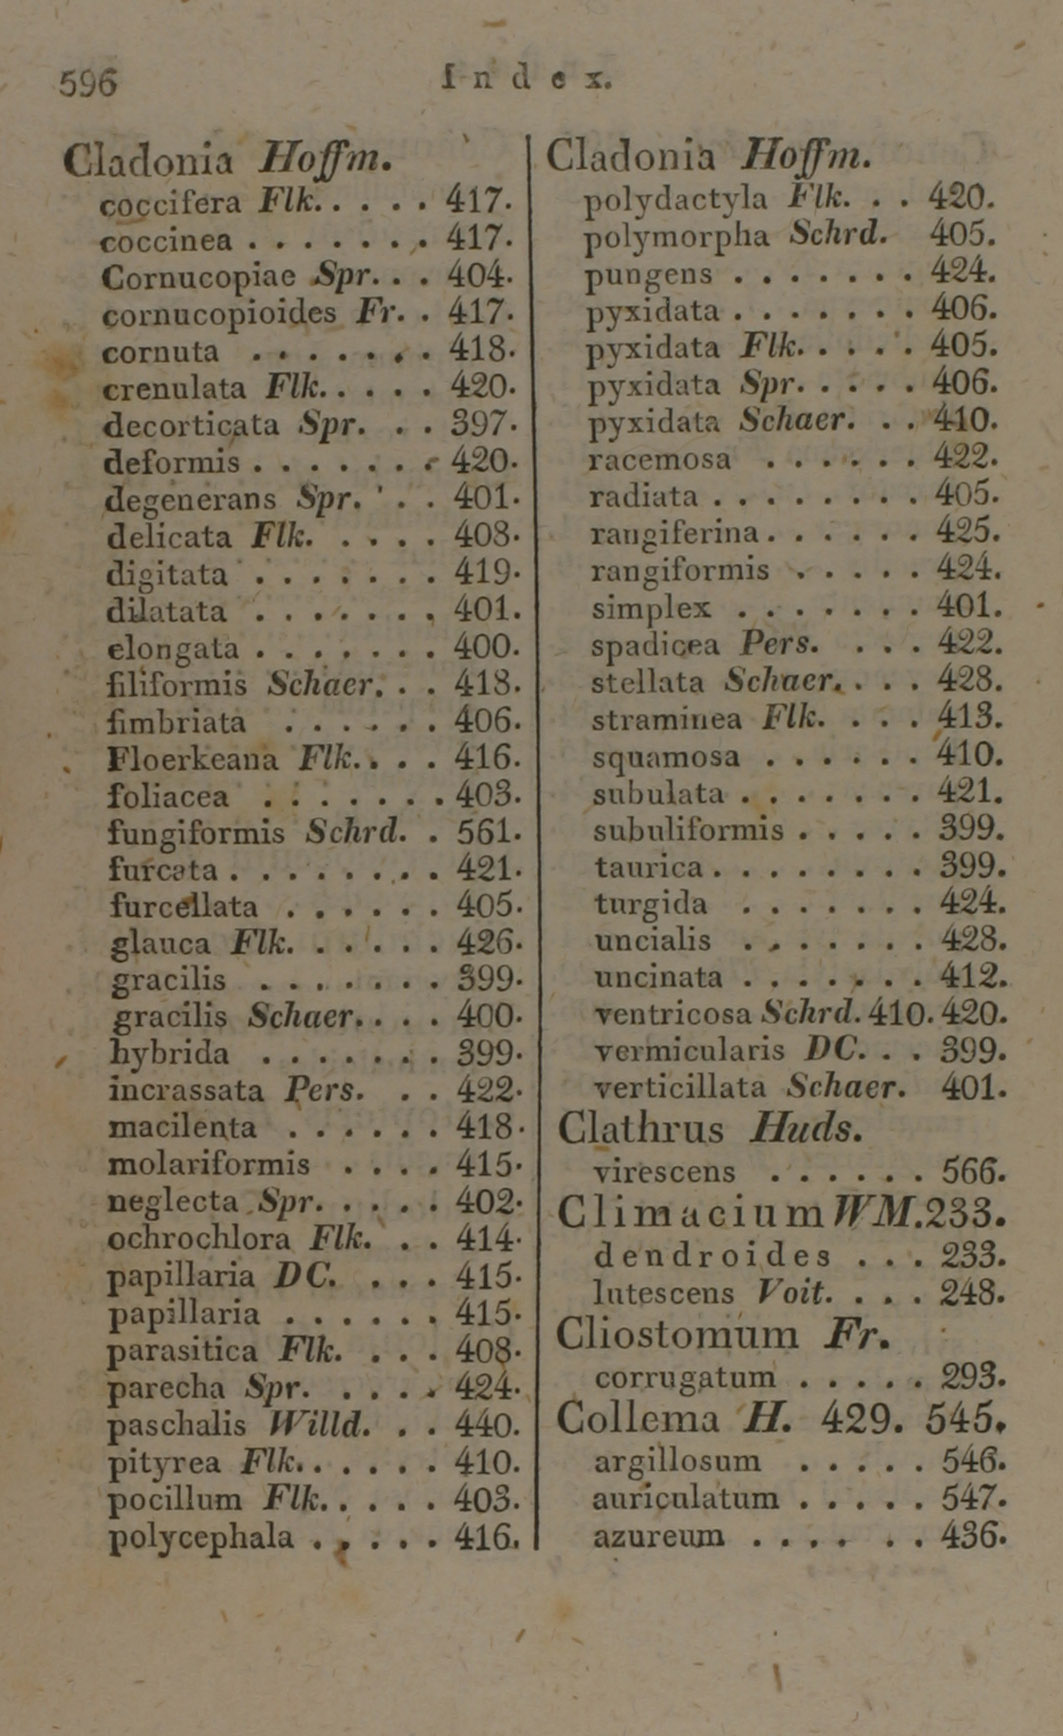 596
Index.
Cladonia Hoffm.
coccifera Flk. . . . . 417.
coccinea . . . . . . . 417.
Cornucopiae Spr. . . 404.
cornucopioides Fr. . 417.
cornuta . . . . . . . 418.
crenulata Flk. . . . . 420.
decorticata Spr. . . 397.
deformis . . . . . . . 420.
degenerans Spr. . . 401.
delicata Flk. . . . . 408.
digitata . . . . . . . 419.
dilatata . . . . . . . 401.
elongata . . . . . . . 400.
filiformis Schaer. . . 418.
fimbriata . . . . . . 406.
Floerkeana Flk. . . . 416.
foliacea . . . . . . . 403.
fungiformis Schrd. . 561.
furcata . . . . . . . . 421.
furcellata . . . . . . 405.
glauca Flk. . . . . . 426.
gracilis . . . . . . . 399.
gracilis Schaer. . . . 400.
hybrida . . . . . . . 399.
incrassata Pers. . . 422.
macilenta . . . . . . 418.
molariformis . . . . 415.
neglecta Spr. . . . . 402.
ochrochlora Flk. . . 414.
papillaria DC. . . . 415.
papillaria . . . . . . 415.
parasitica Flk. . . . 408.
parecha Spr. . . . . 424.
paschalis Willd. . . 440.
pityrea Flk. . . . . . 410.
pocillum Flk. . . . . 403.
polycephala . . . . . 416.
Cladonia Hoffm.
polydactyla Flk. . . 420.
polymorpha Schrd. 405.
pungens . . . . . . . 424.
pyxidata . . . . . . . 406.
pyxidata Flk. . . . . 405.
pyxidata Spr. . . . . 406.
pyxidata Schaer. . . 410.
racemosa . . . . . . 422.
radiata . . . . . . . . 405.
rangiferina . . . . . . 425.
rangiformis . . . . . 424.
simplex . . . . . . . 401.
spadicea Pers. . . . 422.
stellata Schaer. . . . 428.
straminea Flk. . . . 413.
squamosa . . . . . . 410.
subulata . . . . . . . 421.
subuliformis . . . . . 399.
taurica . . . . . . . . 399.
turgida . . . . . . . 424.
uncialis . . . . . . . 428.
uncinata . . . . . . . 412.
ventricosa Schrd. 410. 420.
vermicularis DC. . . 399.
verticillata Schaer. 401.
Clathrus Huds.
virescens . . . . . . 566.
Climacium WM. 233.
dendroides . . . 233.
lutescens Voit. . . . 248.
Cliostomum Fr.
corrugatum . . . . . 293.
Collema H. 429. 545.
argillosum . . . . . 546.
auriculatum . . . . . 547.
azureum . . . . . . 436.